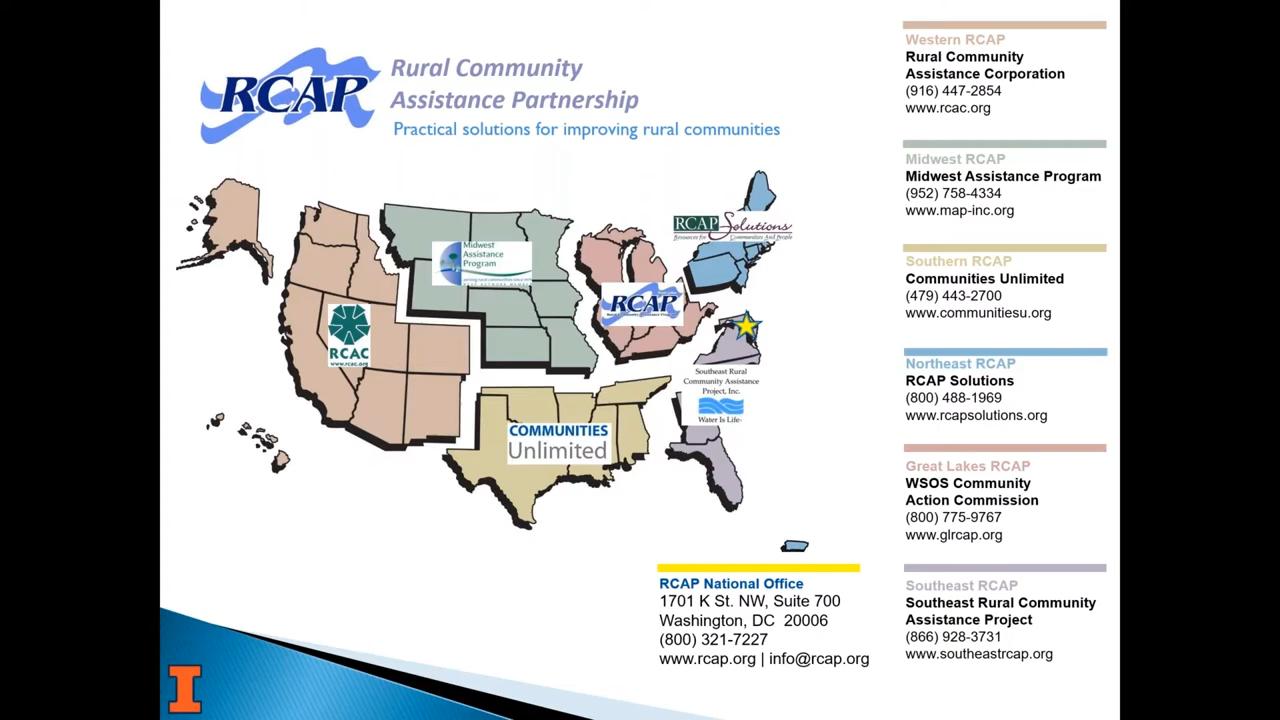 RCAP
Rural Community
Assistance Partnership
Practical solutions for improving rural communities
RCAP Solutions
Midwest
Assistance
Program
RCAP
RCAC
www.rcac.org
Southeast Rural
Community Assistance
Project, Inc.
Water Is Life
COMMUNITIES
Unlimited
RCAP National Office
1701 K St. NW, Suite 700
Washington, DC 20006
(800) 321-7227
www.rcap.org | info@rcap.org
Western RCAP
Rural Community
Assistance Corporation
(916) 447-2854
www.rcac.org
Midwest RCAP
Midwest Assistance Program
(952) 758-4334
www.map-inc.org
Southern RCAP
Communities Unlimited
(479) 443-2700
www.communitiesu.org
Northeast RCAP
RCAP Solutions
(800) 488-1969
www.rcapsolutions.org
Great Lakes RCAP
WSOS Community
Action Commission
(800) 775-9767
www.glrcap.org
Southeast RCAP
Southeast Rural Community
Assistance Project
(866) 928-3731
www.southeastrcap.org
I